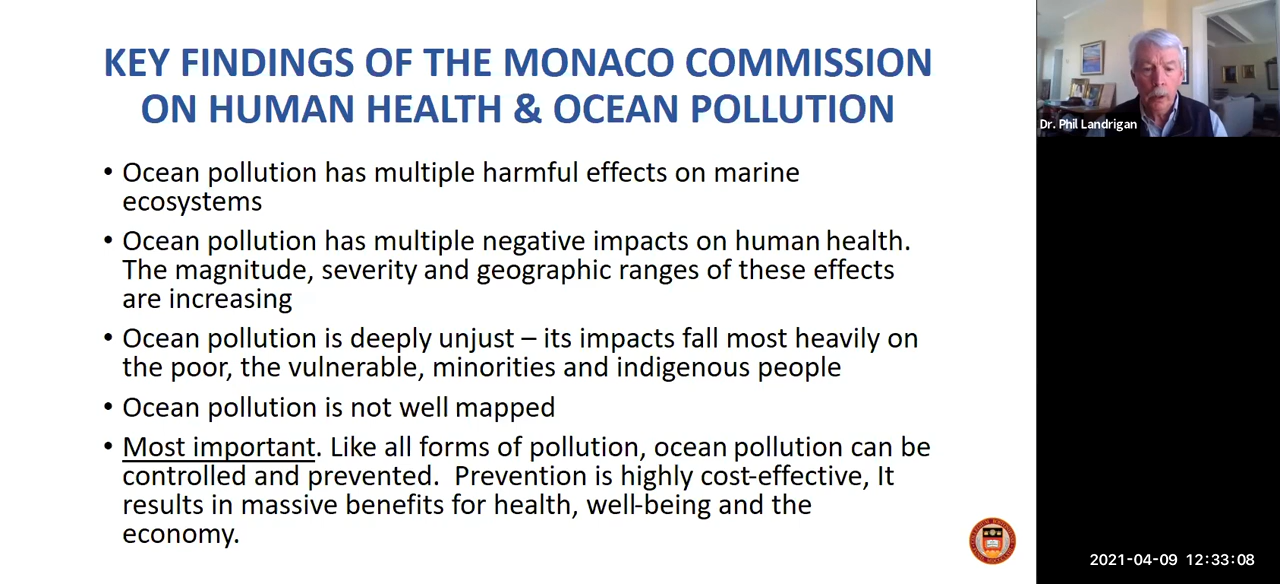 KEY FINDINGS OF THE MONACO COMMISSION
ON HUMAN HEALTH & OCEAN POLLUTION
• Ocean pollution has multiple harmful effects on marine
ecosystems
• Ocean pollution has multiple negative impacts on human health.
The magnitude, severity and geographic ranges of these effects
are increasing
• Ocean pollution is deeply unjust – its impacts fall most heavily on
the poor, the vulnerable, minorities and indigenous people
• Ocean pollution is not well mapped
• Most important. Like all forms of pollution, ocean pollution can be
controlled and prevented.  Prevention is highly cost-effective, It
results in massive benefits for health, well-being and the
economy.
Dr. Phil Landrigan
2021-04-09 12:33:08